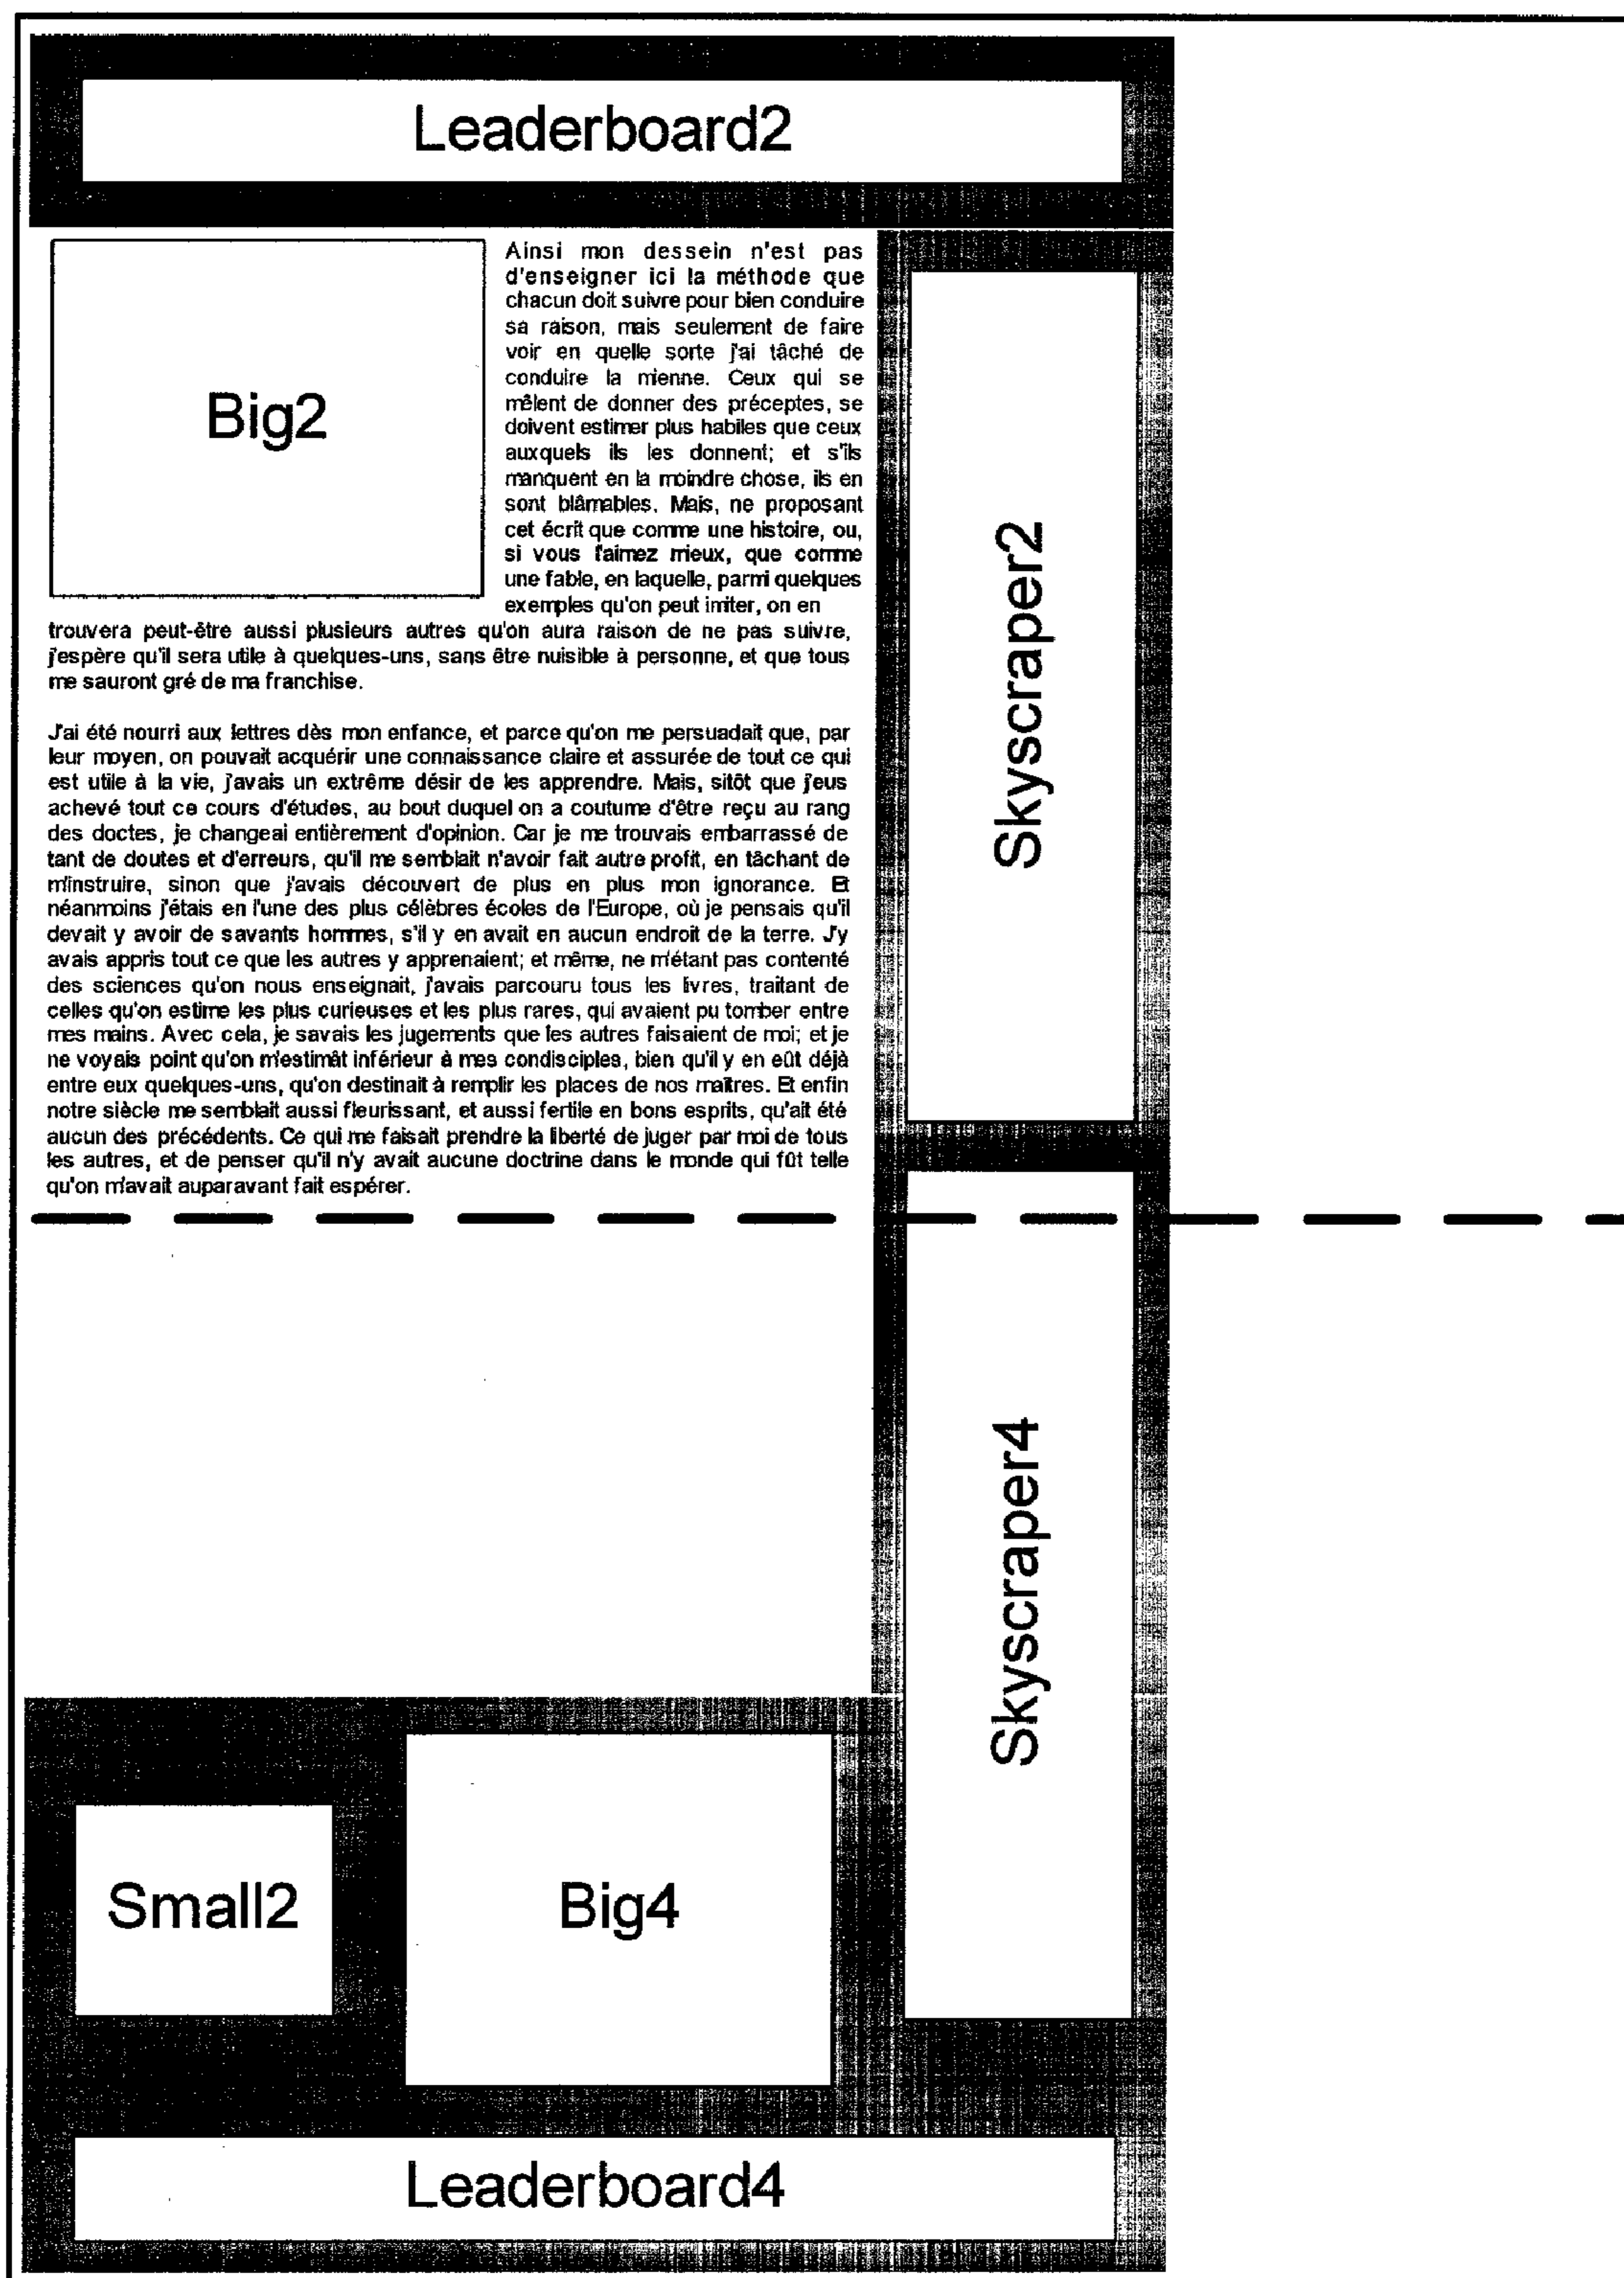 Leaderboard2
Big2
Ainsi mon dessein n'est pas
d'enseigner ici la méthode que
chacun doit suivre pour bien conduire
sa raison, mais seulement de faire
voir en quelle sorte j'ai tâché de
conduire la mienne. Ceux qui se
mêlent de donner des préceptes, se
doivent estimer plus habiles que ceux
auxquels ils les donnent; et s'ils
manquent en la moindre chose, ils en
sont blâmables. Mais, ne proposant
cet écrit que comme une histoire, ou,
si vous l'aimez mieux, que comme
une fable, en laquelle, parmi quelques
exemples qu'on peut imiter, on en
trouvera peut-être aussi plusieurs autres qu'on aura raison de ne pas suivre,
j'espère qu'il sera utile à quelques-uns, sans être nuisible à personne, et que tous
me sauront gré de ma franchise.
J'ai été nourri aux lettres dès mon enfance, et parce qu'on me persuadait que, par
leur moyen, on pouvait acquérir une connaissance claire et assurée de tout ce qui
est utile à la vie, j'avais un extrême désir de les apprendre. Mais, sitôt que j'eus
achevé tout ce cours d'études, au bout duquel on a coutume d'être reçu au rang
des doctes, je changeai entièrement d'opinion. Car je me trouvais embarrassé de
tant de doutes et d'erreurs, qu'il me semblait n'avoir fait autre profit, en tâchant de
m'instruire, sinon que j'avais découvert de plus en plus mon ignorance. Et
néanmoins j'étais en l'une des plus célèbres écoles de l'Europe, où je pensais qu'il
devait y avoir de savants hommes, s'il y en avait en aucun endroit de la terre. J'y
avais appris tout ce que les autres y apprenaient; et même, ne m'étant pas contenté
des sciences qu'on nous enseignait, j'avais parcouru tous les livres, traitant de
celles qu'on estime les plus curieuses et les plus rares, qui avaient pu tomber entre
mes mains. Avec cela, je savais les jugements que les autres faisaient de moi; et je
ne voyais point qu'on m'estimât inférieur à mes condisciples, bien qu'il y en eût déjà
entre eux quelques-uns, qu'on destinait à remplir les places de nos maîtres. Et enfin
notre siècle me semblait aussi fleurissant, et aussi fertile en bons esprits, qu'ait été
aucun des précédents. Ce qui me faisait prendre la liberté de juger par moi de tous
les autres, et de penser qu'il n'y avait aucune doctrine dans le monde qui fût telle
qu'on m'avait auparavant fait espérer.
Skyscraper2
Skyscraper4
Small2
Big4
Leaderboard4